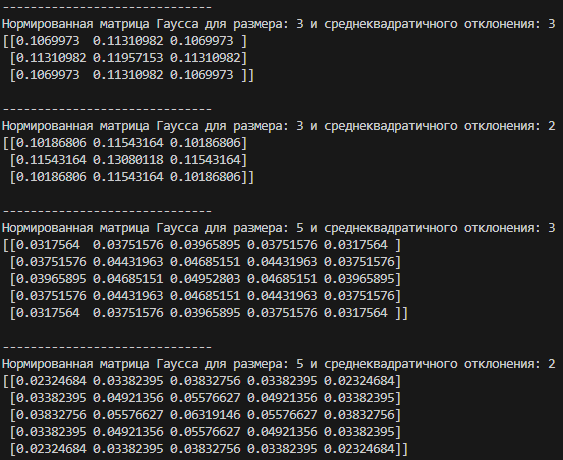 ------------------------------
Нормированная матрица Гаусса для размера: 3 и среднеквадратичного отклонения: 3
[[0.1069973  0.11310982 0.1069973 ]
 [0.11310982 0.11957153 0.11310982]
 [0.1069973  0.11310982 0.1069973 ]]
------------------------------
Нормированная матрица Гаусса для размера: 3 и среднеквадратичного отклонения: 2
[[0.10186806 0.11543164 0.10186806]
 [0.11543164 0.13080118 0.11543164]
 [0.10186806 0.11543164 0.10186806]]
------------------------------
Нормированная матрица Гаусса для размера: 5 и среднеквадратичного отклонения: 3
[[0.0317564  0.03751576 0.03965895 0.03751576 0.0317564 ]
 [0.03751576 0.04431963 0.04685151 0.04431963 0.03751576]
 [0.03965895 0.04685151 0.04952803 0.04685151 0.03965895]
 [0.03751576 0.04431963 0.04685151 0.04431963 0.03751576]
 [0.0317564  0.03751576 0.03965895 0.03751576 0.0317564 ]]
------------------------------
Нормированная матрица Гаусса для размера: 5 и среднеквадратичного отклонения: 2
[[0.02324684 0.03382395 0.03832756 0.03382395 0.02324684]
 [0.03382395 0.04921356 0.05576627 0.04921356 0.03382395]
 [0.03832756 0.05576627 0.06319146 0.05576627 0.03832756]
 [0.03382395 0.04921356 0.05576627 0.04921356 0.03382395]
 [0.02324684 0.03382395 0.03832756 0.03382395 0.02324684]]